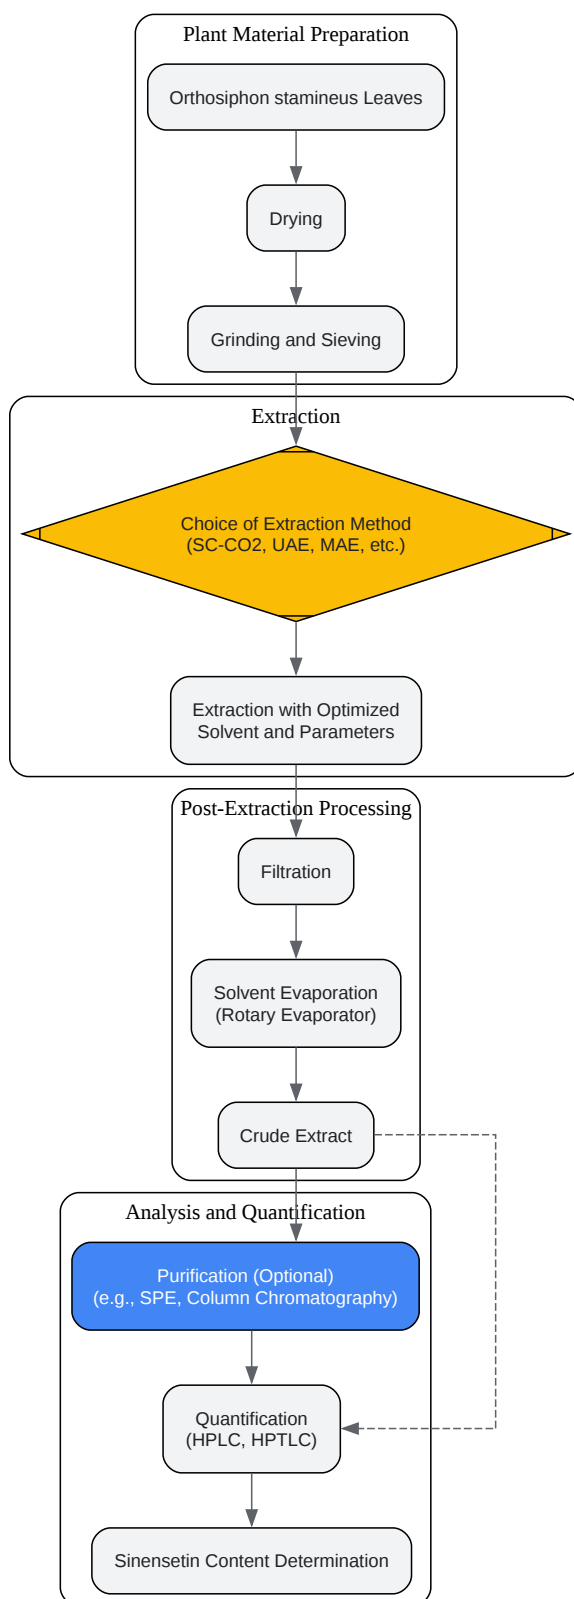 Plant Material Preparation
Orthosiphon stamineus Leaves
Drying
Grinding and Sieving
Extraction
Choice of Extraction Method
(SC-CO2, UAE, MAE, etc.)
Extraction with Optimized
Solvent and Parameters
Post-Extraction Processing
Filtration
Solvent Evaporation
(Rotary Evaporator)
Crude Extract
Analysis and Quantification
Purification (Optional)
(e.g., SPE, Column Chromatography)
Quantification
(HPLC, HPTLC)
Sinensetin Content Determination